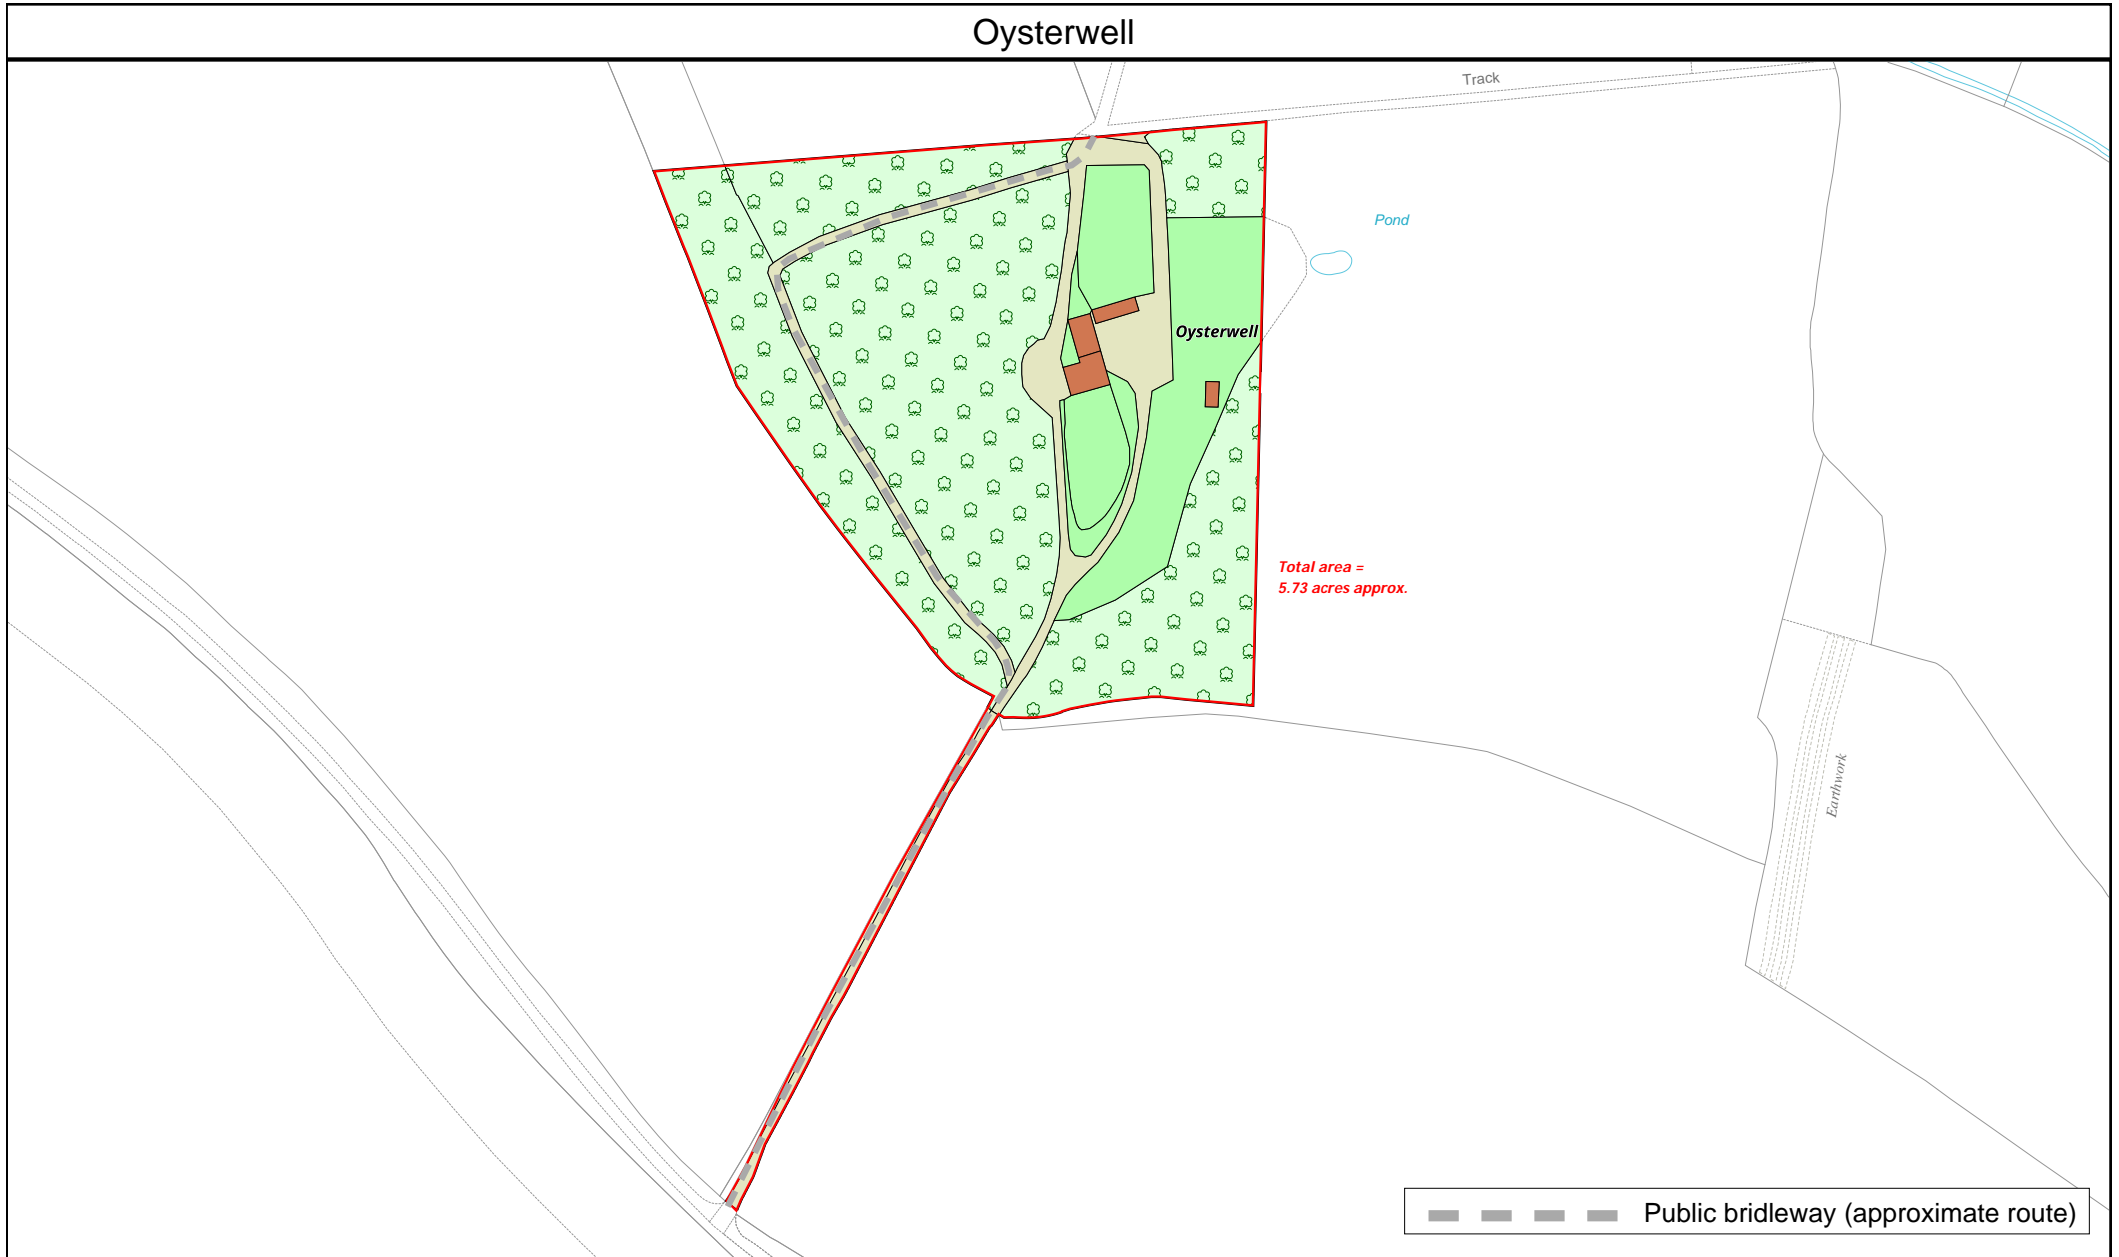 Oysterwell
Track
Pond
Oysterwell
Total area =
5.73 acres approx.
Earthwork
Public bridleway (approximate route)